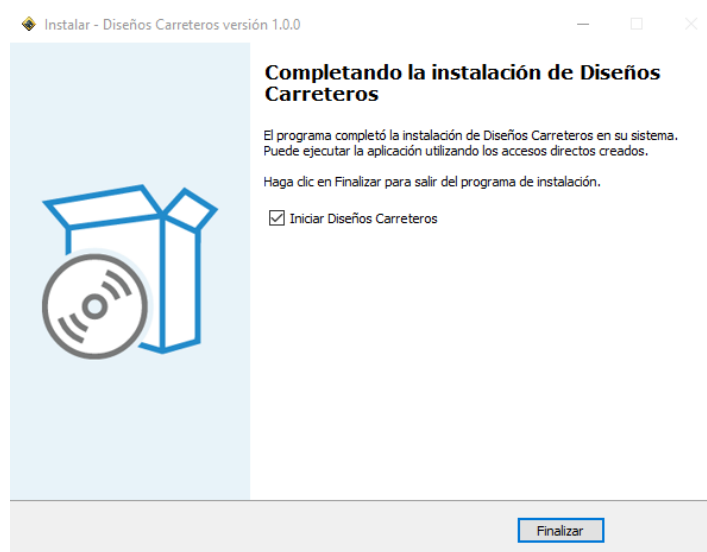 Instalar - Diseños Carreteros versión 1.0.0
Completando la instalación de Diseños
Carreteros
El programa completó la instalación de Diseños Carreteros en su sistema.
Puede ejecutar la aplicación utilizando los accesos directos creados.
Haga clic en Finalizar para salir del programa de instalación.
Iniciar Diseños Carreteros
Finalizar